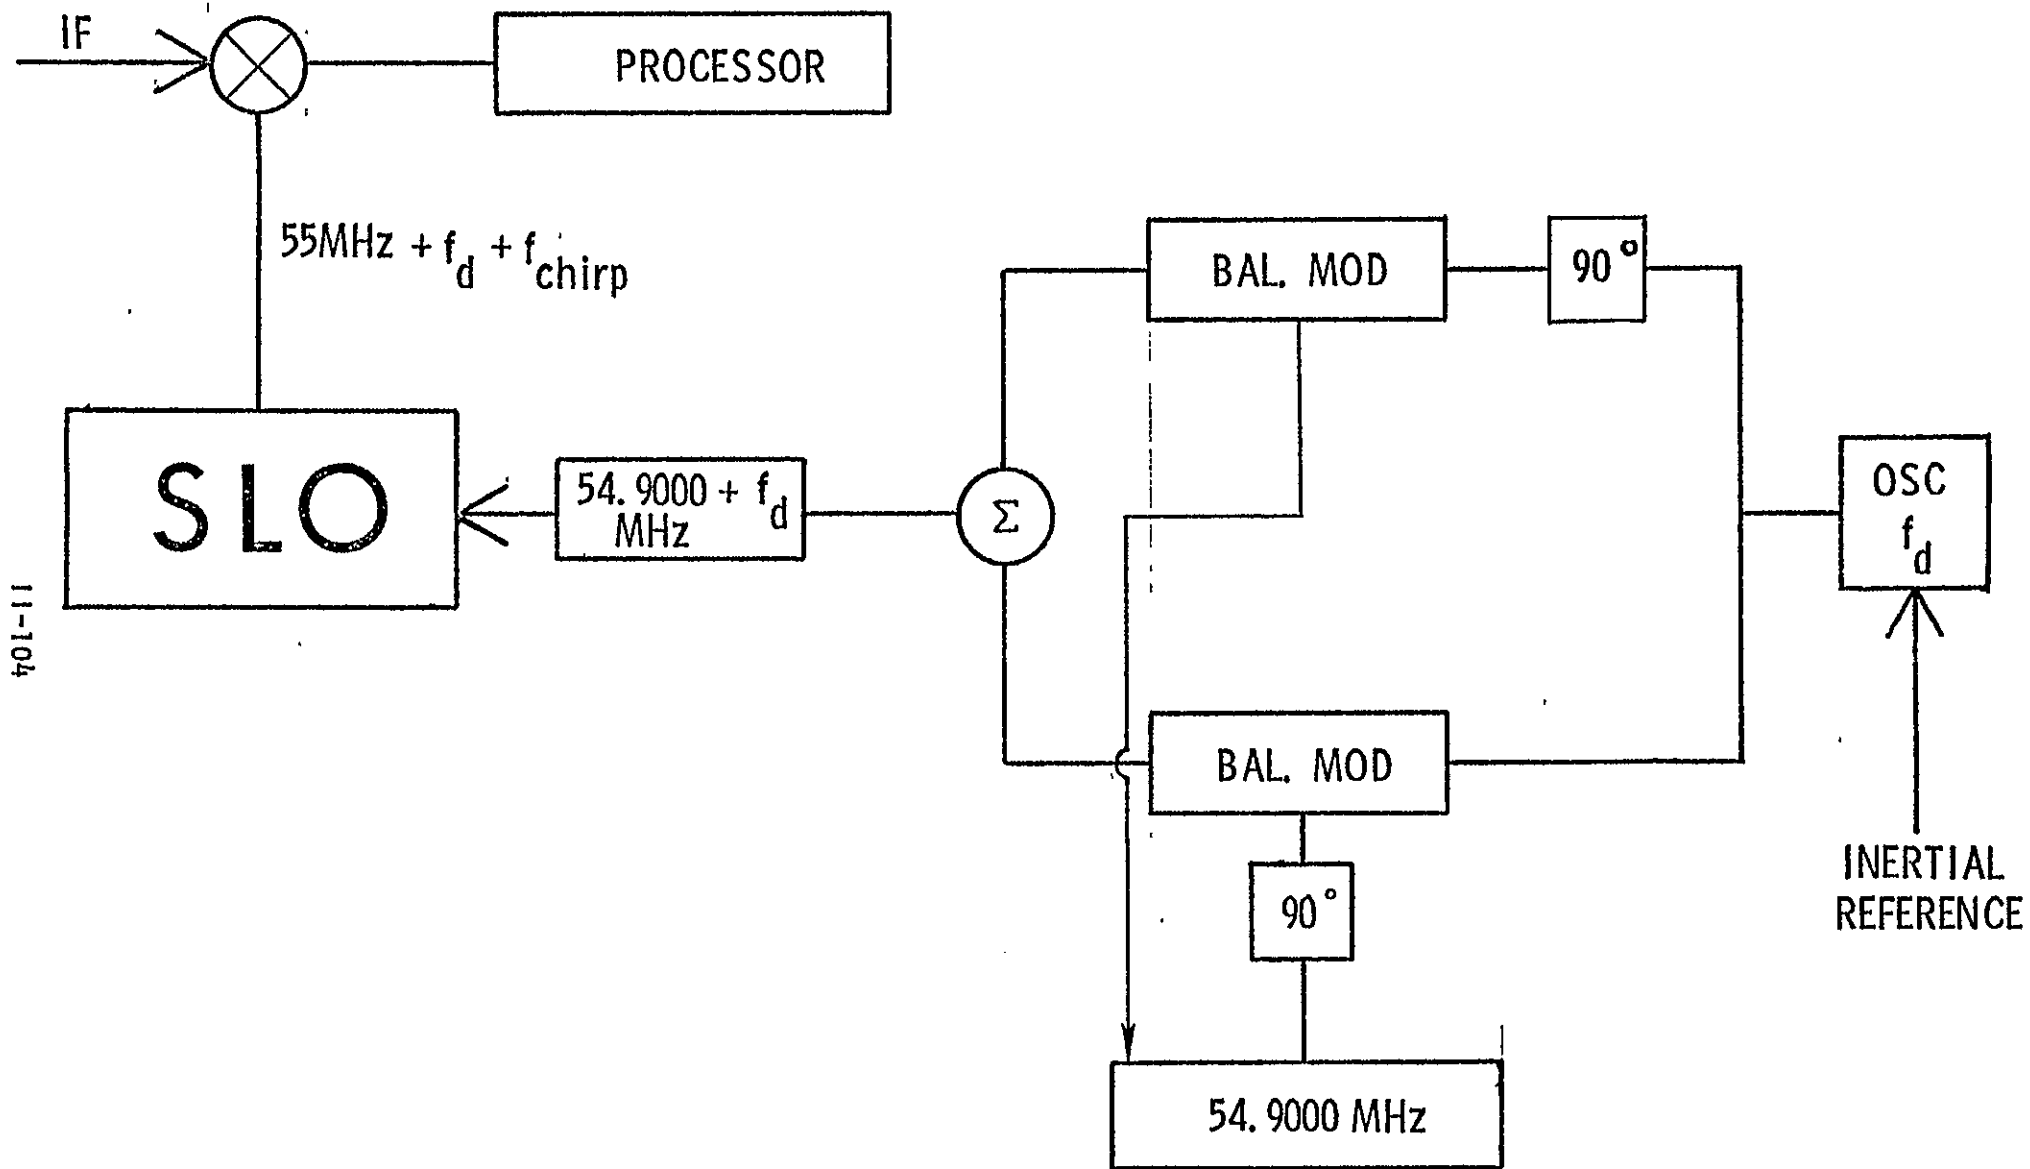 IF
PROCESSOR
55MHz + fd + fchirp
BAL. MOD
90°
SLO
54.9000 + fd
MHz
Σ
OSC
fd
BAL. MOD
90°
INERTIAL
REFERENCE
54.9000 MHz
11-104